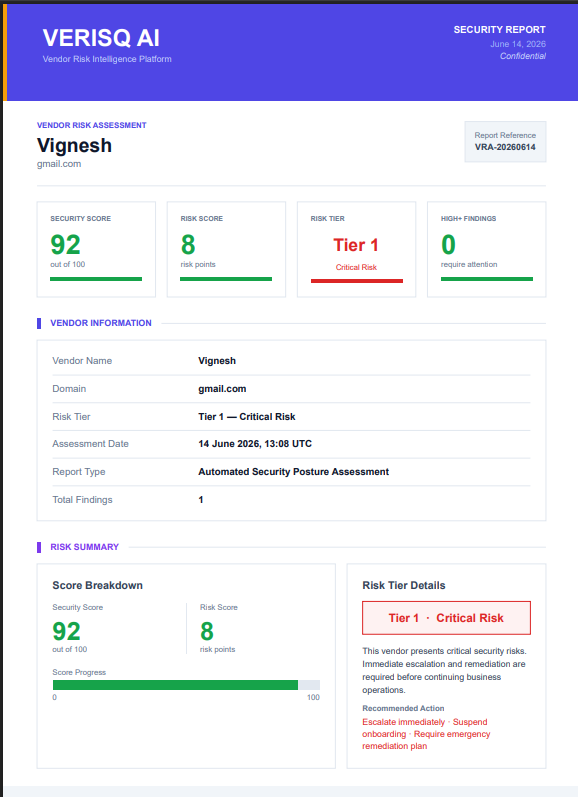 VERISQ AI
Vendor Risk Intelligence Platform
SECURITY REPORT
June 14, 2026
Confidential
VENDOR RISK ASSESSMENT
Vignesh
gmail.com
Report Reference
VRA-20260614
SECURITY SCORE
92
out of 100
RISK SCORE
8
risk points
RISK TIER
Tier 1
Critical Risk
HIGH+ FINDINGS
0
require attention
VENDOR INFORMATION
Vendor Name Vignesh
Domain gmail.com
Risk Tier Tier 1 — Critical Risk
Assessment Date 14 June 2026, 13:08 UTC
Report Type Automated Security Posture Assessment
Total Findings 1
RISK SUMMARY
Score Breakdown
Security Score
92
out of 100
Risk Score
8
risk points
Score Progress
0 100
Risk Tier Details
Tier 1 · Critical Risk
This vendor presents critical security risks.
Immediate escalation and remediation are
required before continuing business
operations.
Recommended Action
Escalate immediately · Suspend
onboarding · Require emergency
remediation plan